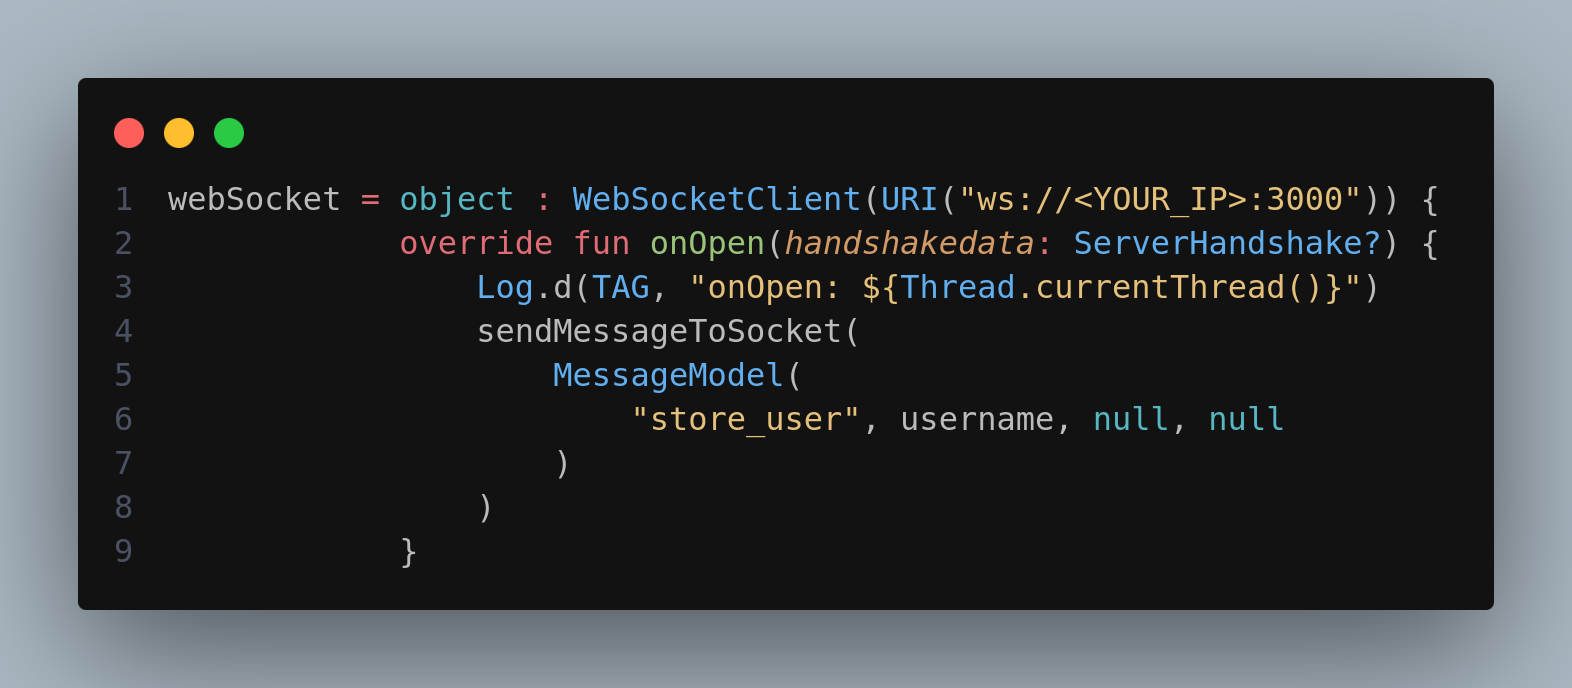 1 webSocket = object : WebSocketClient(URI("ws://<YOUR_IP>:3000")) {
2             override fun onOpen(handshakedata: ServerHandshake?) {
3                 Log.d(TAG, "onOpen: ${Thread.currentThread()}")
4                 sendMessageToSocket(
5                     MessageModel(
6                         "store_user", username, null, null
7                     )
8                 )
9             }